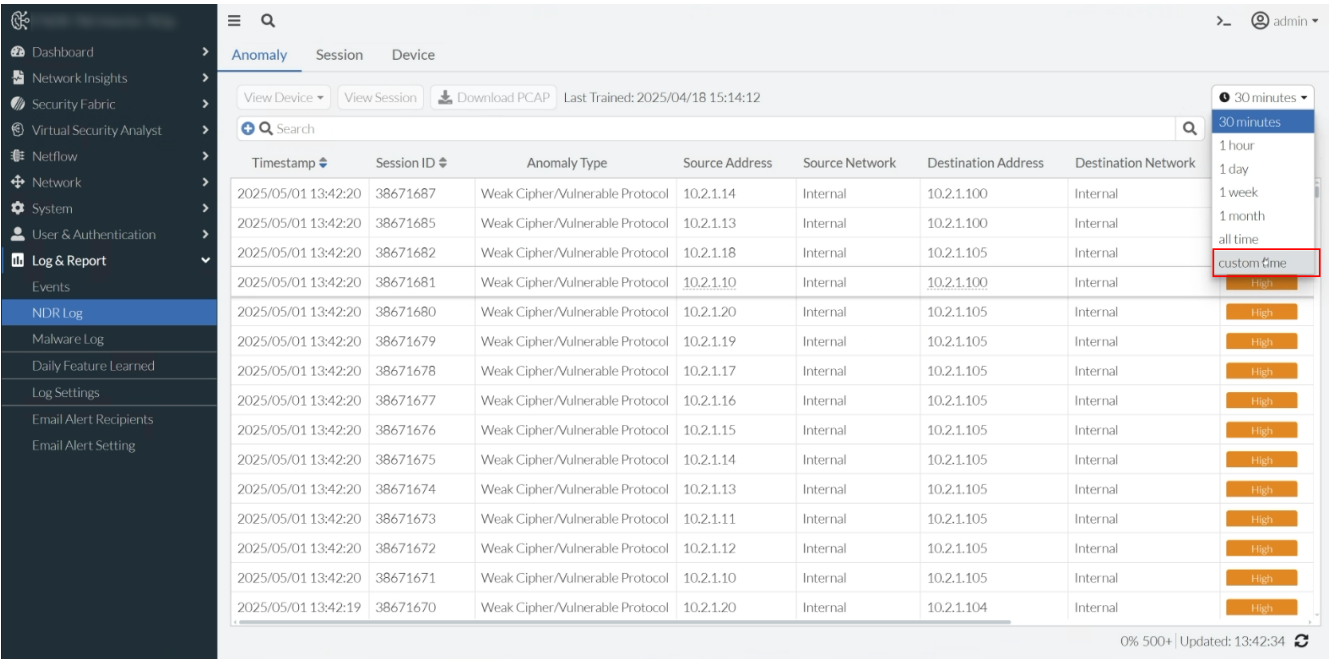 admin
Dashboard
Network Insights
Security Fabric
Virtual Security Analyst
Netflow
Network
System
User & Authentication
Log & Report
Events
NDR Log
Malware Log
Daily Feature Learned
Log Settings
Email Alert Recipients
Email Alert Setting
Anomaly Session Device
View Device View Session Download PCAP Last Trained: 2025/04/18 15:14:12 30 minutes
Search
30 minutes
1 hour
1 day
1 week
1 month
all time
custom time
Timestamp Session ID Anomaly Type Source Address Source Network Destination Address Destination Network
2025/05/01 13:42:20 38671687 Weak Cipher/Vulnerable Protocol 10.2.1.14 Internal 10.2.1.100 Internal
2025/05/01 13:42:20 38671685 Weak Cipher/Vulnerable Protocol 10.2.1.13 Internal 10.2.1.100 Internal
2025/05/01 13:42:20 38671682 Weak Cipher/Vulnerable Protocol 10.2.1.18 Internal 10.2.1.105 Internal
2025/05/01 13:42:20 38671681 Weak Cipher/Vulnerable Protocol 10.2.1.10 Internal 10.2.1.100 Internal High
2025/05/01 13:42:20 38671680 Weak Cipher/Vulnerable Protocol 10.2.1.20 Internal 10.2.1.105 Internal High
2025/05/01 13:42:20 38671679 Weak Cipher/Vulnerable Protocol 10.2.1.19 Internal 10.2.1.105 Internal High
2025/05/01 13:42:20 38671678 Weak Cipher/Vulnerable Protocol 10.2.1.17 Internal 10.2.1.105 Internal High
2025/05/01 13:42:20 38671677 Weak Cipher/Vulnerable Protocol 10.2.1.16 Internal 10.2.1.105 Internal High
2025/05/01 13:42:20 38671676 Weak Cipher/Vulnerable Protocol 10.2.1.15 Internal 10.2.1.105 Internal High
2025/05/01 13:42:20 38671675 Weak Cipher/Vulnerable Protocol 10.2.1.14 Internal 10.2.1.105 Internal High
2025/05/01 13:42:20 38671674 Weak Cipher/Vulnerable Protocol 10.2.1.13 Internal 10.2.1.105 Internal High
2025/05/01 13:42:20 38671673 Weak Cipher/Vulnerable Protocol 10.2.1.11 Internal 10.2.1.105 Internal High
2025/05/01 13:42:20 38671672 Weak Cipher/Vulnerable Protocol 10.2.1.12 Internal 10.2.1.105 Internal High
2025/05/01 13:42:20 38671671 Weak Cipher/Vulnerable Protocol 10.2.1.10 Internal 10.2.1.105 Internal High
2025/05/01 13:42:19 38671670 Weak Cipher/Vulnerable Protocol 10.2.1.20 Internal 10.2.1.104 Internal High
0% 500+ Updated: 13:42:34